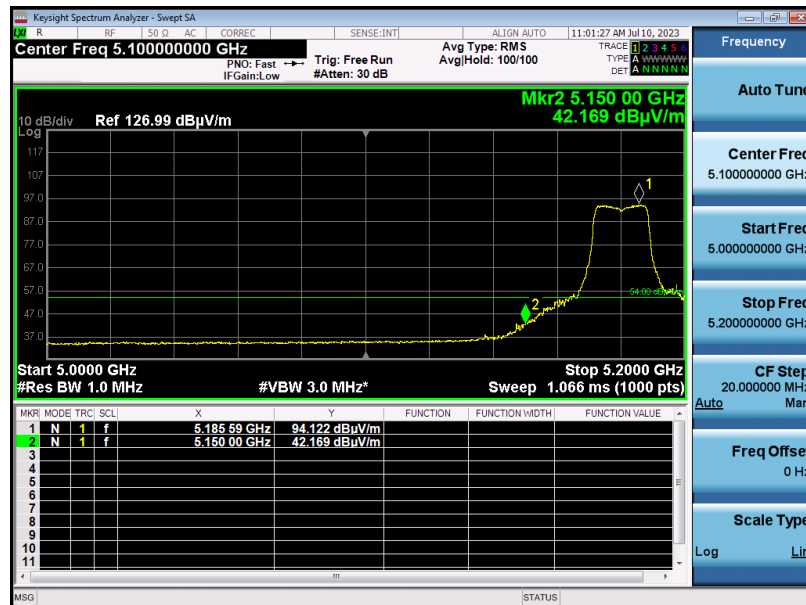 Keysight Spectrum Analyzer - Swept SA
LXI R RF 50 Ω AC CORREC SENSE:INT ALIGN AUTO 11:01:27 AM Jul 10, 2023
Center Freq 5.100000000 GHz
PNO: Fast
IFGain:Low
Trig: Free Run
#Atten: 30 dB
Avg Type: RMS
Avg|Hold: 100/100
TRACE 1 2 3 4 5 6
TYPE A W W W W W
DET A N N N N N
Mkr2 5.150 00 GHz
42.169 dBµV/m
10 dB/div Ref 126.99 dBµV/m
Log
117
107
97.0
87.0
77.0
67.0
57.0
47.0
37.0
1
2
54.00 dBµV/m
Start 5.0000 GHz Stop 5.2000 GHz
#Res BW 1.0 MHz #VBW 3.0 MHz* Sweep 1.066 ms (1000 pts)
MKR MODE TRC SCL X Y FUNCTION FUNCTION WIDTH FUNCTION VALUE
1 N 1 f 5.185 59 GHz 94.122 dBµV/m
2 N 1 f 5.150 00 GHz 42.169 dBµV/m
3
4
5
6
7
8
9
10
11
MSG STATUS
Frequency
Auto Tune
Center Freq
5.100000000 GHz
Start Freq
5.000000000 GHz
Stop Freq
5.200000000 GHz
CF Step
20.000000 MHz
Auto Man
Freq Offset
0 Hz
Scale Type
Log Lin